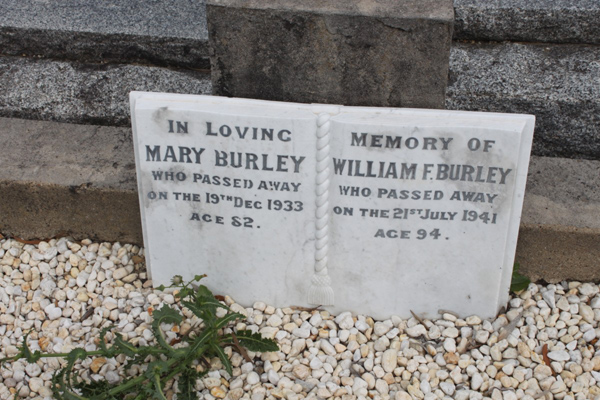 IN LOVING
MARY BURLEY
WHO PASSED AWAY
ON THE 19TH DEC 1933
AGE 82.
MEMORY OF
WILLIAM F. BURLEY
WHO PASSED AWAY
ON THE 21ST JULY 1941
AGE 94.